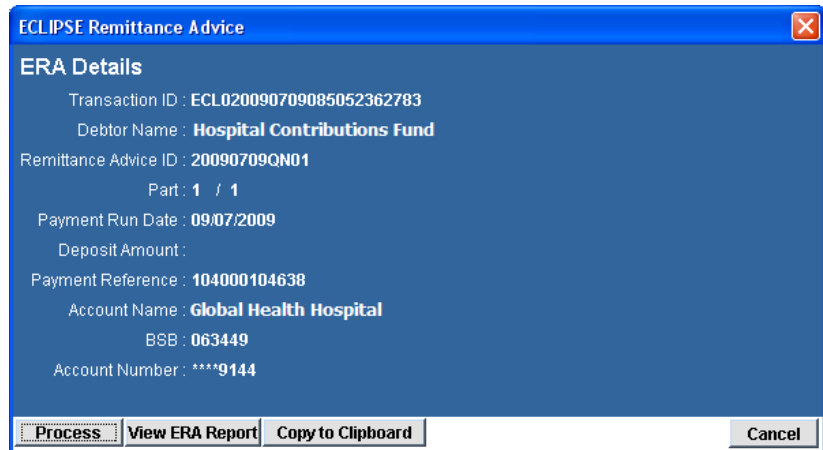 ECLIPSE Remittance Advice
ERA Details
Transaction ID : ECL020090709085052362783
Debtor Name : Hospital Contributions Fund
Remittance Advice ID : 20090709QN01
Part : 1 / 1
Payment Run Date : 09/07/2009
Deposit Amount :
Payment Reference : 104000104638
Account Name : Global Health Hospital
BSB : 063449
Account Number : ****9144
Process View ERA Report Copy to Clipboard Cancel